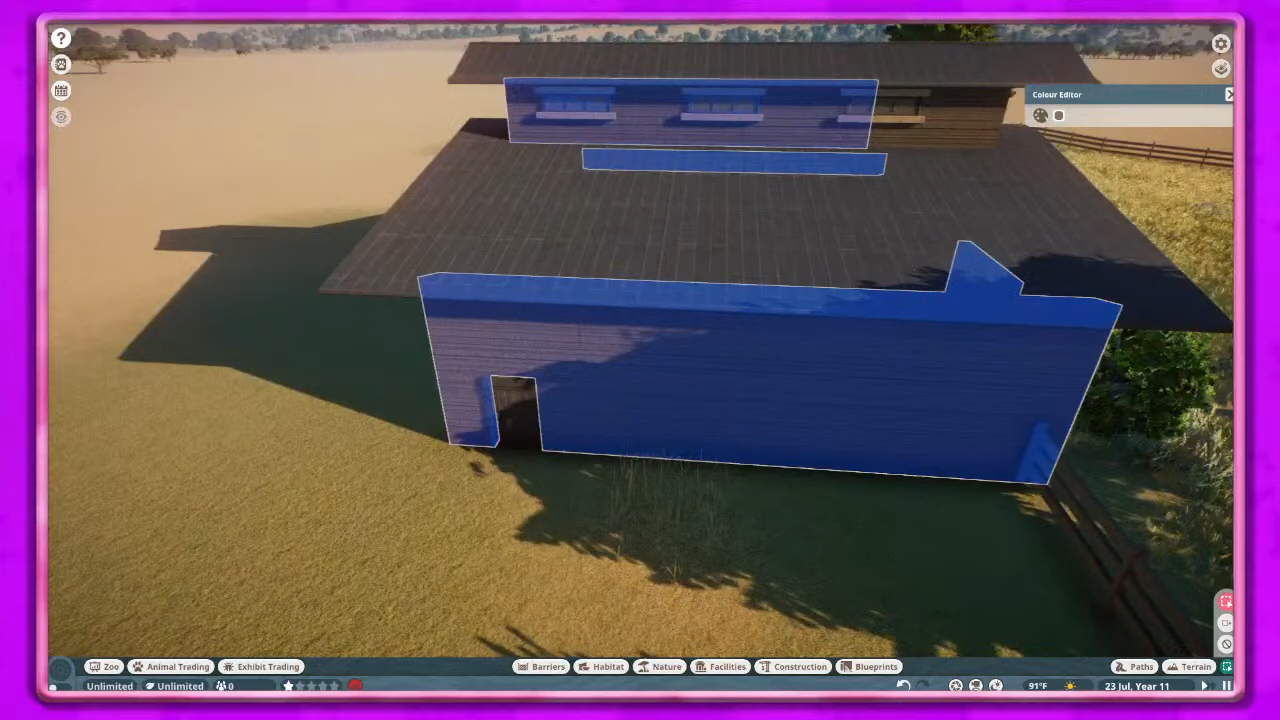 Colour Editor
Zoo
Animal Trading
Exhibit Trading
Barriers
Habitat
Nature
Facilities
Construction
Blueprints
Paths
Terrain
Unlimited
Unlimited
0
91°F
23 Jul, Year 11